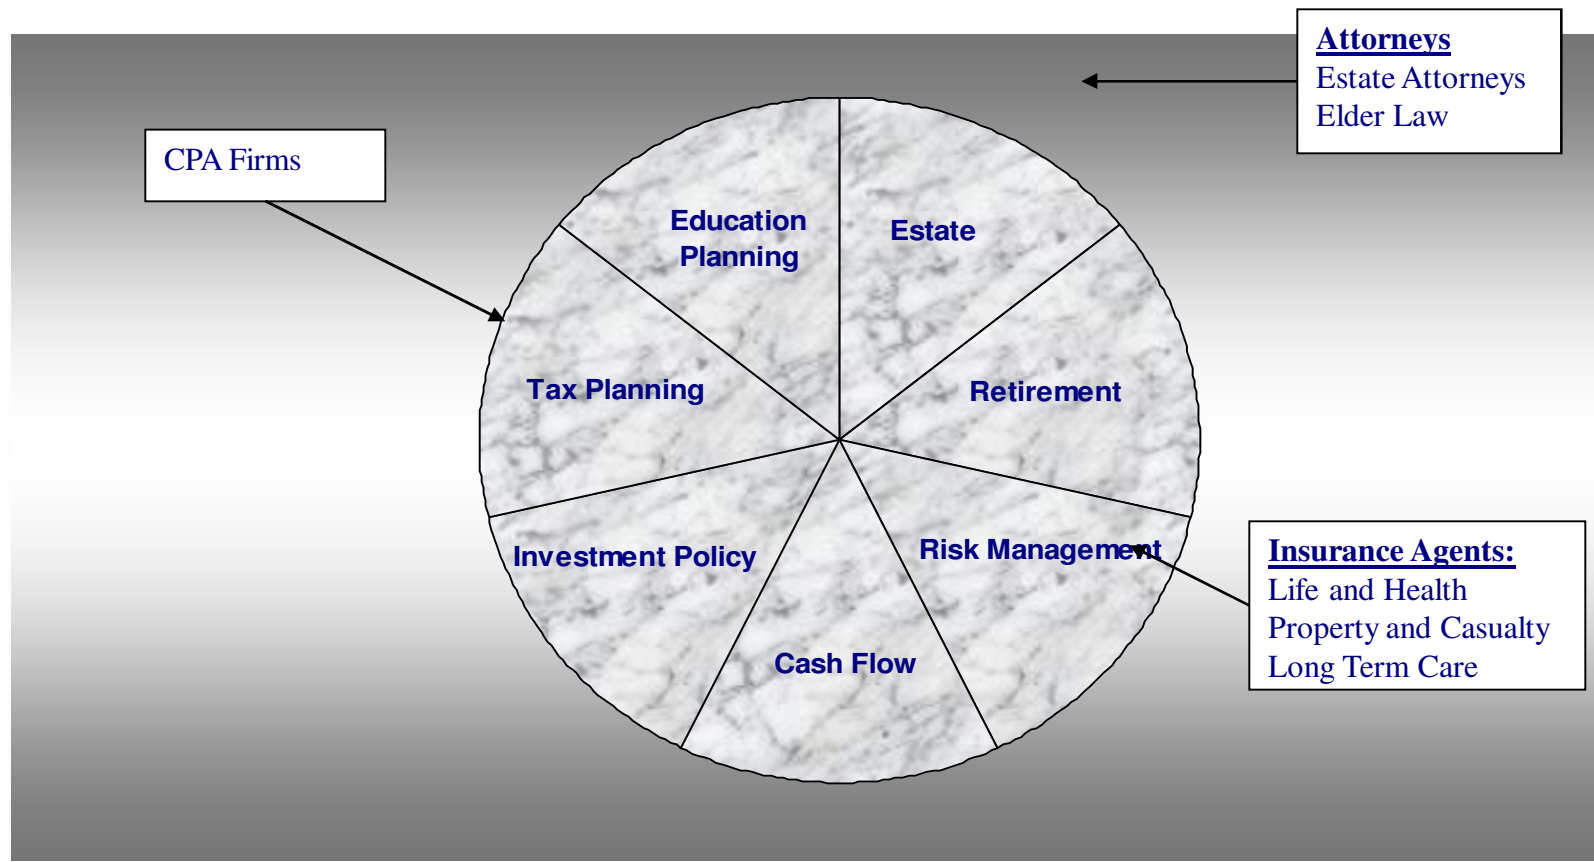 Attorneys
Estate Attorneys
Elder Law
CPA Firms
Education
Planning
Estate
Tax Planning
Retirement
Investment Policy
Risk Management
Cash Flow
Insurance Agents:
Life and Health
Property and Casualty
Long Term Care